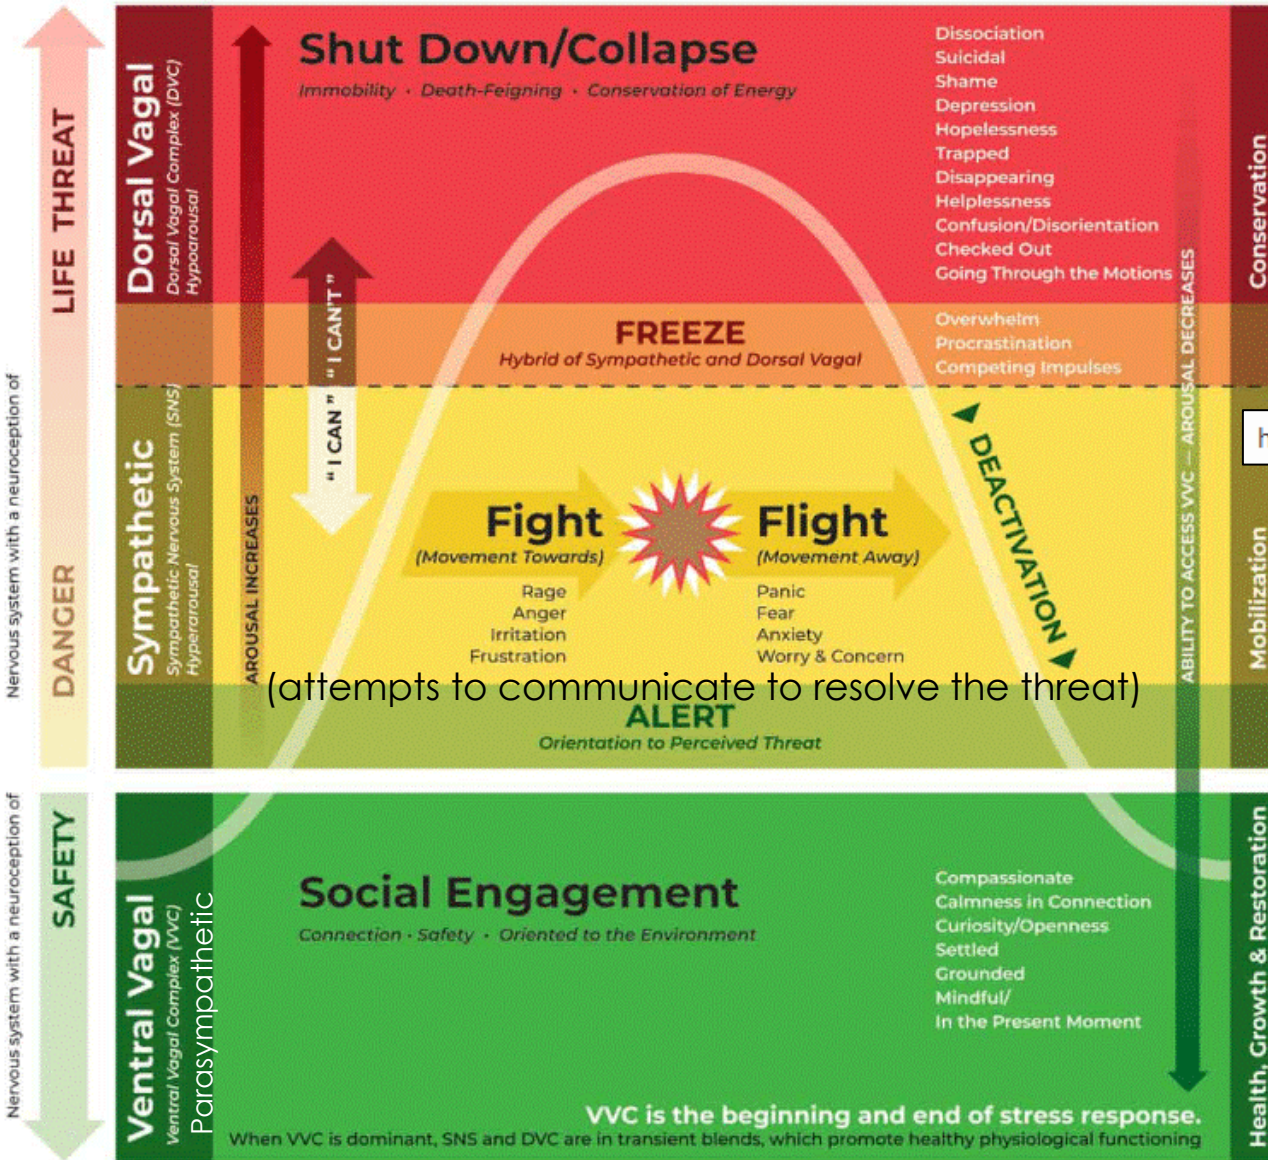 Nervous system with a neuroception of
LIFE THREAT
DANGER
Nervous system with a neuroception of
SAFETY
Dorsal Vagal
Dorsal Vagal Complex (DVC)
Hypoarousal
Sympathetic
Sympathetic Nervous System (SNS)
Hyperarousal
Ventral Vagal
Ventral Vagal Complex (VVC)
Parasympathetic
AROUSAL INCREASES
"I CAN" "I CAN'T"
Shut Down/Collapse
Immobility · Death-Feigning · Conservation of Energy
Dissociation
Suicidal
Shame
Depression
Hopelessness
Trapped
Disappearing
Helplessness
Confusion/Disorientation
Checked Out
Going Through the Motions
FREEZE
Hybrid of Sympathetic and Dorsal Vagal
Overwhelm
Procrastination
Competing Impulses
Fight
(Movement Towards)
Rage
Anger
Irritation
Frustration
Flight
(Movement Away)
Panic
Fear
Anxiety
Worry & Concern
DEACTIVATION
(attempts to communicate to resolve the threat)
ALERT
Orientation to Perceived Threat
Social Engagement
Connection · Safety · Oriented to the Environment
Compassionate
Calmness in Connection
Curiosity/Openness
Settled
Grounded
Mindful/
In the Present Moment
VVC is the beginning and end of stress response.
When VVC is dominant, SNS and DVC are in transient blends, which promote healthy physiological functioning
ABILITY TO ACCESS VVC — AROUSAL DECREASES
Conservation
h
Mobilization
Health, Growth & Restoration